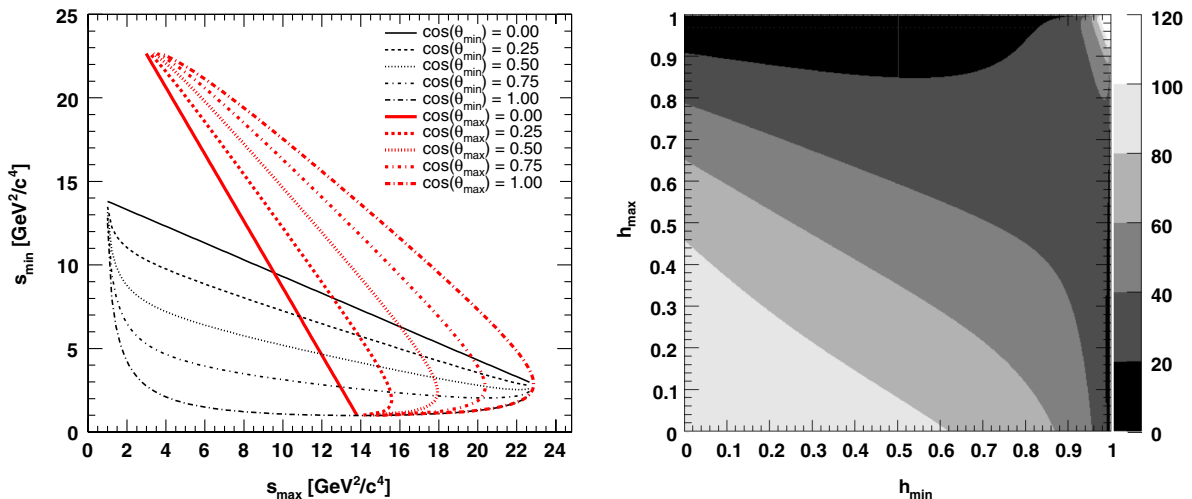 25
20
15
10
5
0
s_min [GeV²/c⁴]
cos(θ_min) = 0.00
cos(θ_min) = 0.25
cos(θ_min) = 0.50
cos(θ_min) = 0.75
cos(θ_min) = 1.00
cos(θ_max) = 0.00
cos(θ_max) = 0.25
cos(θ_max) = 0.50
cos(θ_max) = 0.75
cos(θ_max) = 1.00
0 2 4 6 8 10 12 14 16 18 20 22 24
s_max [GeV²/c⁴]
1
0.9
0.8
0.7
0.6
0.5
0.4
0.3
0.2
0.1
0
h_max
0 0.1 0.2 0.3 0.4 0.5 0.6 0.7 0.8 0.9 1
h_min
120
100
80
60
40
20
0